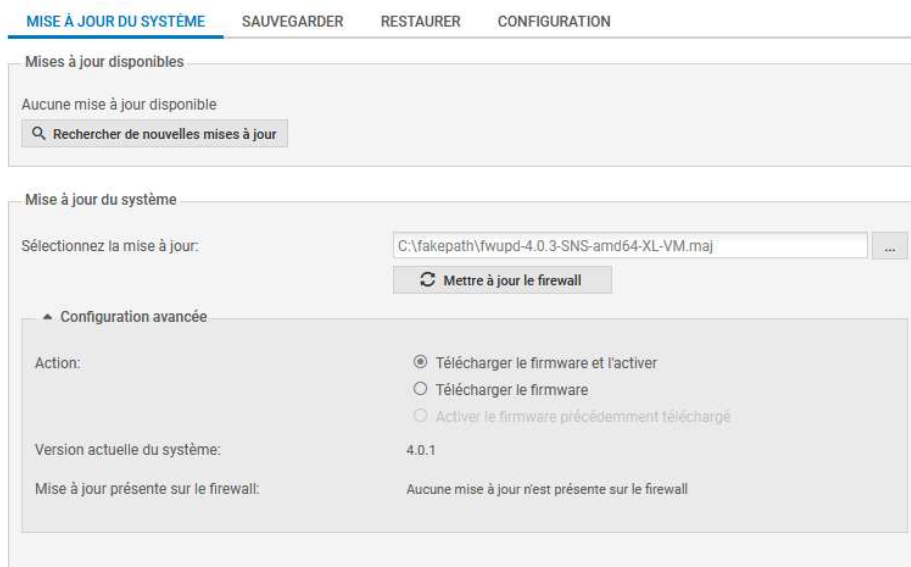 MISE À JOUR DU SYSTÈME SAUVEGARDER RESTAURER CONFIGURATION
Mises à jour disponibles
Aucune mise à jour disponible
Rechercher de nouvelles mises à jour
Mise à jour du système
Sélectionnez la mise à jour: C:\fakepath\fwupd-4.0.3-SNS-amd64-XL-VM.maj ...
Mettre à jour le firewall
Configuration avancée
Action: Télécharger le firmware et l'activer
Télécharger le firmware
Activer le firmware précédemment téléchargé
Version actuelle du système: 4.0.1
Mise à jour présente sur le firewall: Aucune mise à jour n'est présente sur le firewall